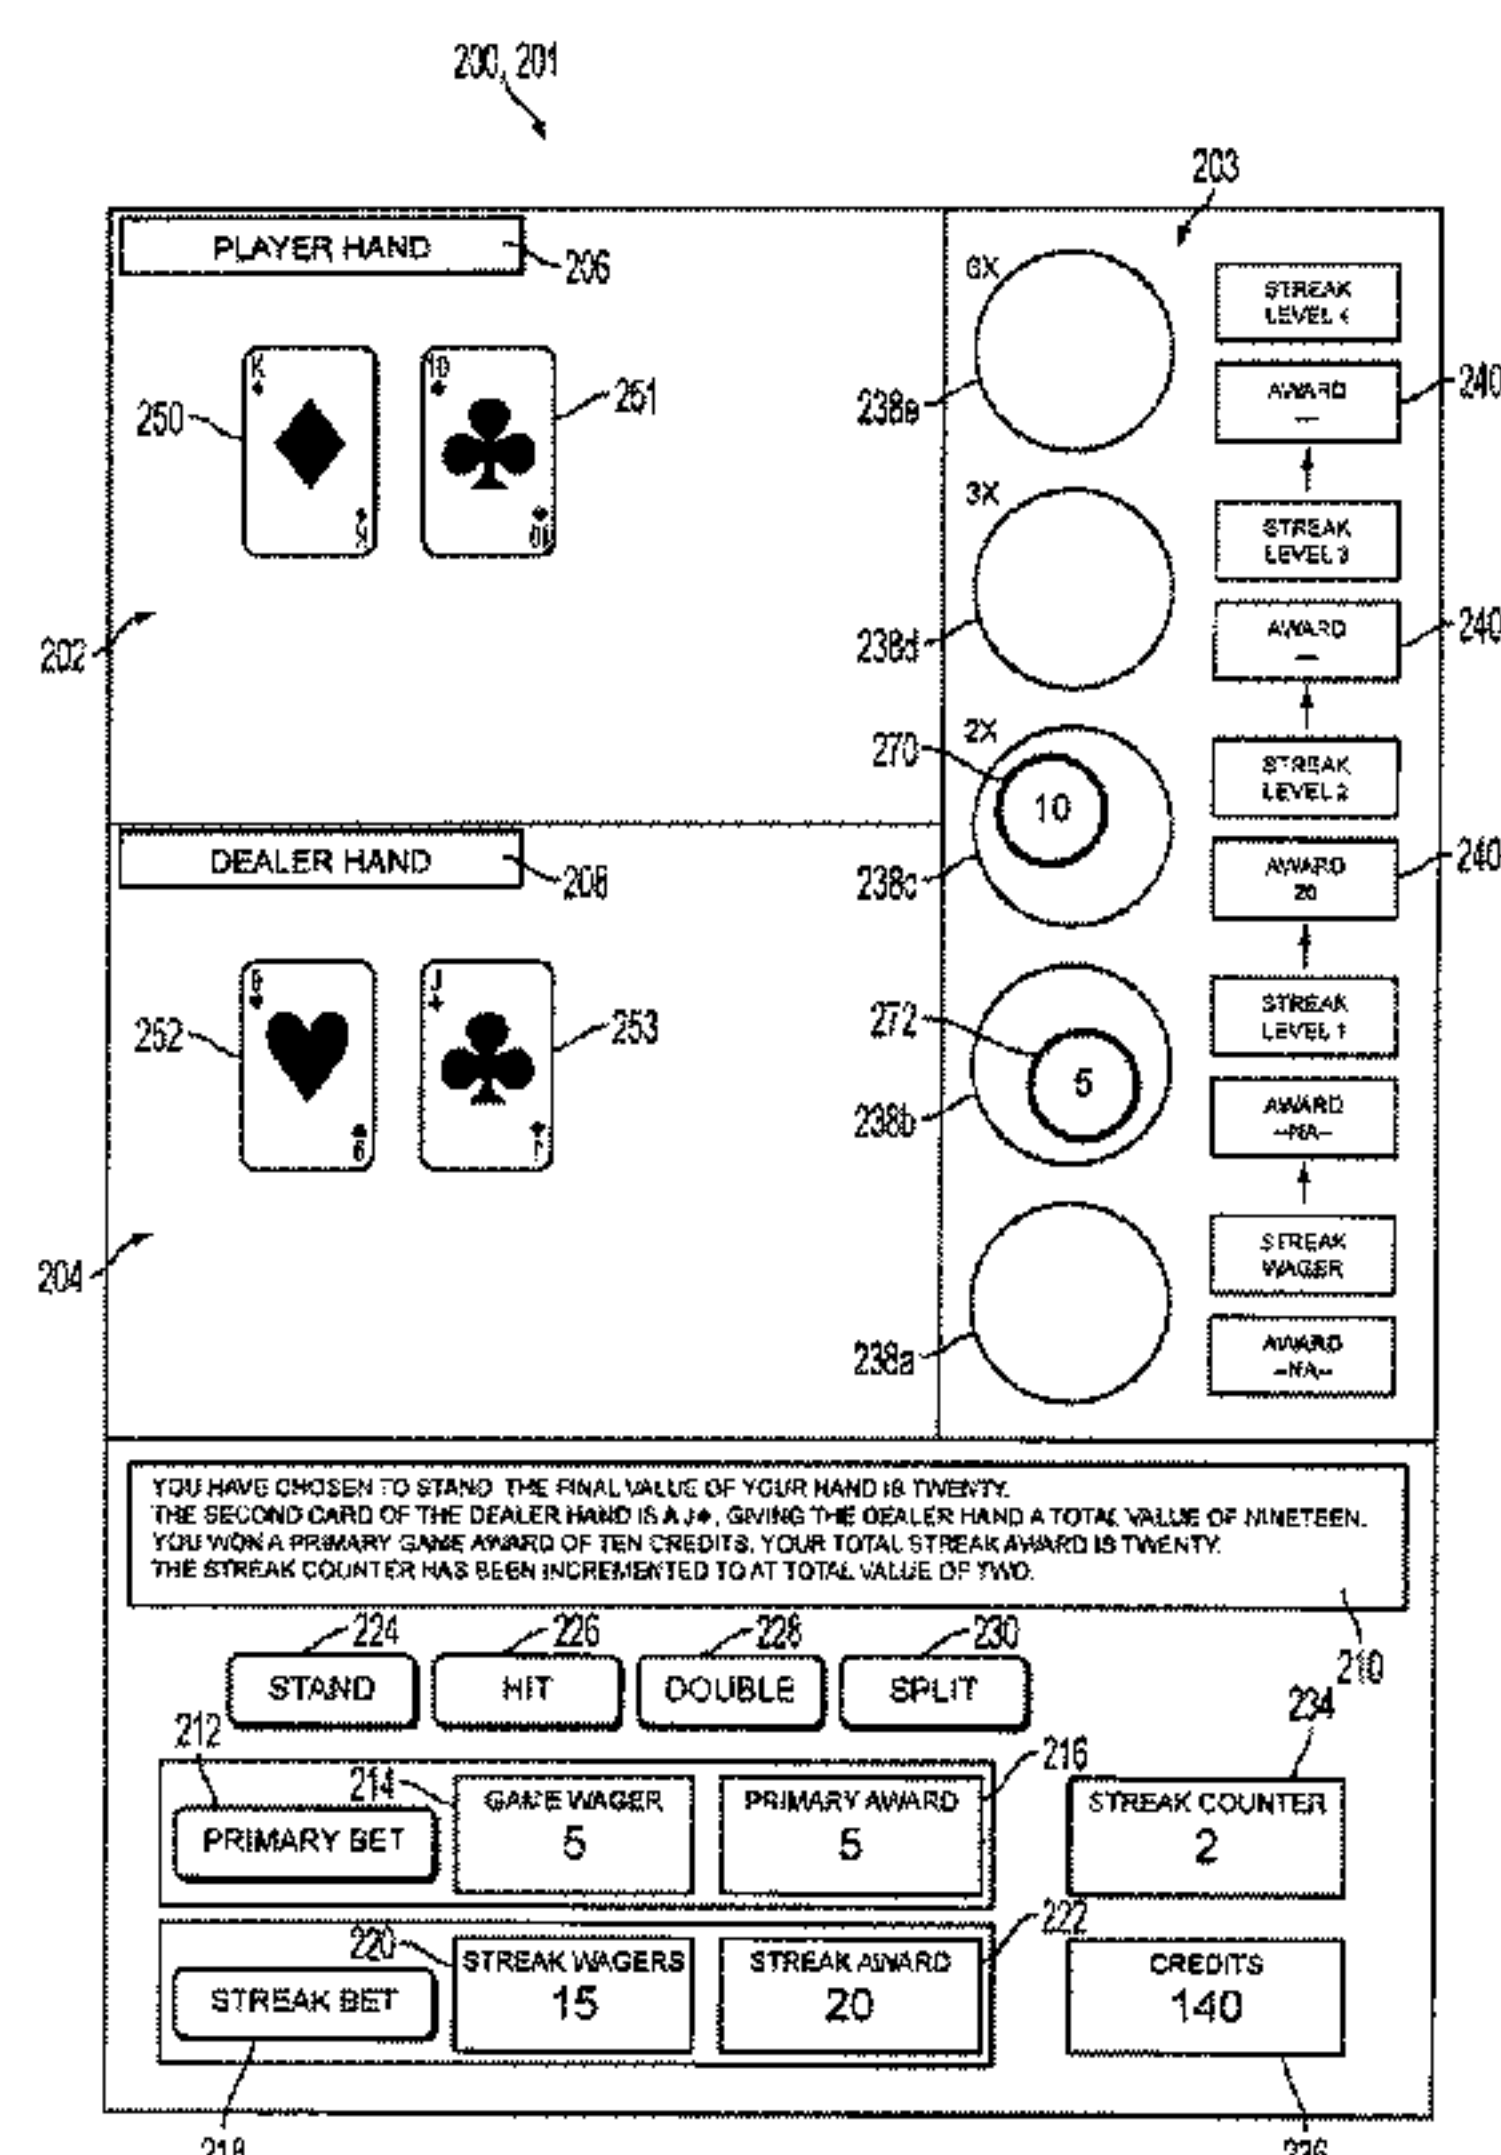 200, 201
203
PLAYER HAND
206
K
10
250
251
K
10
202
DEALER HAND
208
9
J
252
253
9
J
204
6X
238e
STREAK
LEVEL 4
AWARD
—
240
3X
238d
STREAK
LEVEL 3
AWARD
—
240
2X
270
10
238c
STREAK
LEVEL 2
AWARD
20
240
272
5
238b
STREAK
LEVEL 1
AWARD
--NA--
238a
STREAK
WAGER
AWARD
--NA--
YOU HAVE CHOSEN TO STAND. THE FINAL VALUE OF YOUR HAND IS TWENTY.
THE SECOND CARD OF THE DEALER HAND IS A J♣, GIVING THE DEALER HAND A TOTAL VALUE OF NINETEEN.
YOU WON A PRIMARY GAME AWARD OF TEN CREDITS. YOUR TOTAL STREAK AWARD IS TWENTY.
THE STREAK COUNTER HAS BEEN INCREMENTED TO AT TOTAL VALUE OF TWO.
210
224
226
228
230
STAND
HIT
DOUBLE
SPLIT
212
214
216
234
PRIMARY BET
GAME WAGER
5
PRIMARY AWARD
5
STREAK COUNTER
2
220
222
STREAK BET
STREAK WAGERS
15
STREAK AWARD
20
CREDITS
140
218
236